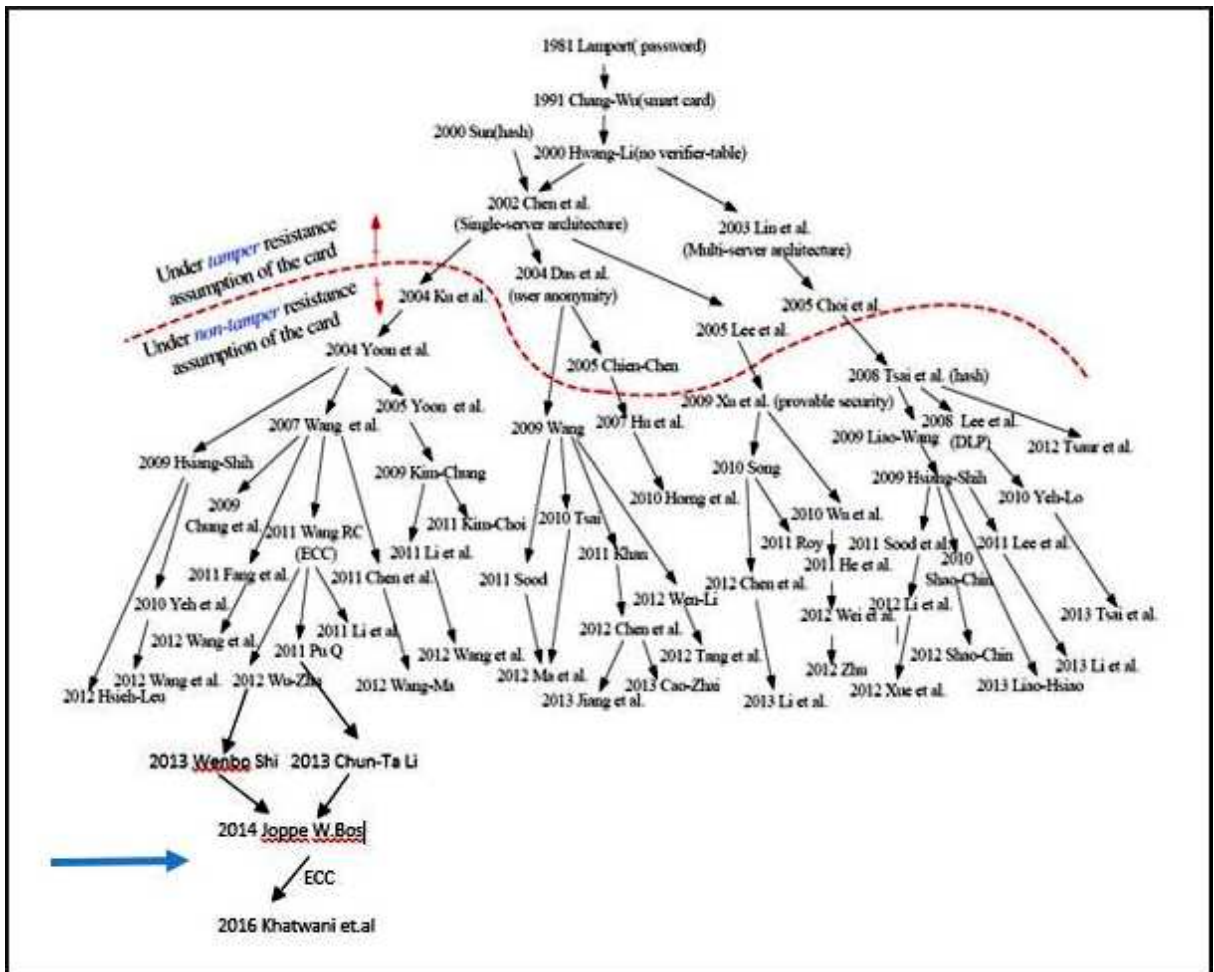 1981 Lamport( password)
1991 Chang-Wu(smart card)
2000 Sun(hash)
2000 Hwang-Li(no verifier-table)
2002 Chen et al.
(Single-server architecture)
2003 Lin et al.
(Multi-server architecture)
Under tamper resistance
assumption of the card
2004 Das et al.
(user anonymity)
2004 Ku et al.
2005 Choi et al
Under non-tamper resistance
assumption of the card
2005 Lee et al.
2004 Yoon et al.
2005 Chien-Chen
2008 Tsai et al. (hash)
2005 Yoon et al.
2009 Xu et al. (provable security)
2007 Wang et al.
2009 Wang
2007 Hu et al.
2008 Lee et al.
(DLP)
2009 Liao-Wang
2012 Tsaur et al.
2009 Hsiang-Shih
2009 Kim-Chung
2010 Song
2009 Hsiang-Shih
2009
Chung et al.
2010 Horng et al.
2010 Yeh-Lo
2011 Wang RC
(ECC)
2011 Kim-Choi
2010 Tsai
2010 Wu et al.
2011 Li et al.
2011 Khan
2011 Roy
2011 Sood et al.
2010
Shao-Chin
2011 Lee et al.
2011 Fang et al.
2011 Chen et al.
2011 Sood
2011 He et al.
2012 Chen et al.
2010 Yeh et al.
2012 Wen-Li
2012 Li et al.
2012 Wei et al.
2013 Tsai et al.
2011 Li et al
2012 Chen et al.
2012 Wang et al.
2011 Pu Q
2012 Wang et al.
2012 Tang et al.
2012 Shao-Chin
2012 Zhu
2013 Li et al.
2012 Wang et al.
2012 Wu-Zhu
2012 Wang-Ma
2012 Ma et al.
2013 Cao-Zhai
2012 Xue et al.
2013 Liao-Hsiao
2012 Hsieh-Leu
2013 Jiang et al.
2013 Li et al.
2013 Wenbo Shi
2013 Chun-Ta Li
2014 Joppe W.Bos
ECC
2016 Khatwani et.al